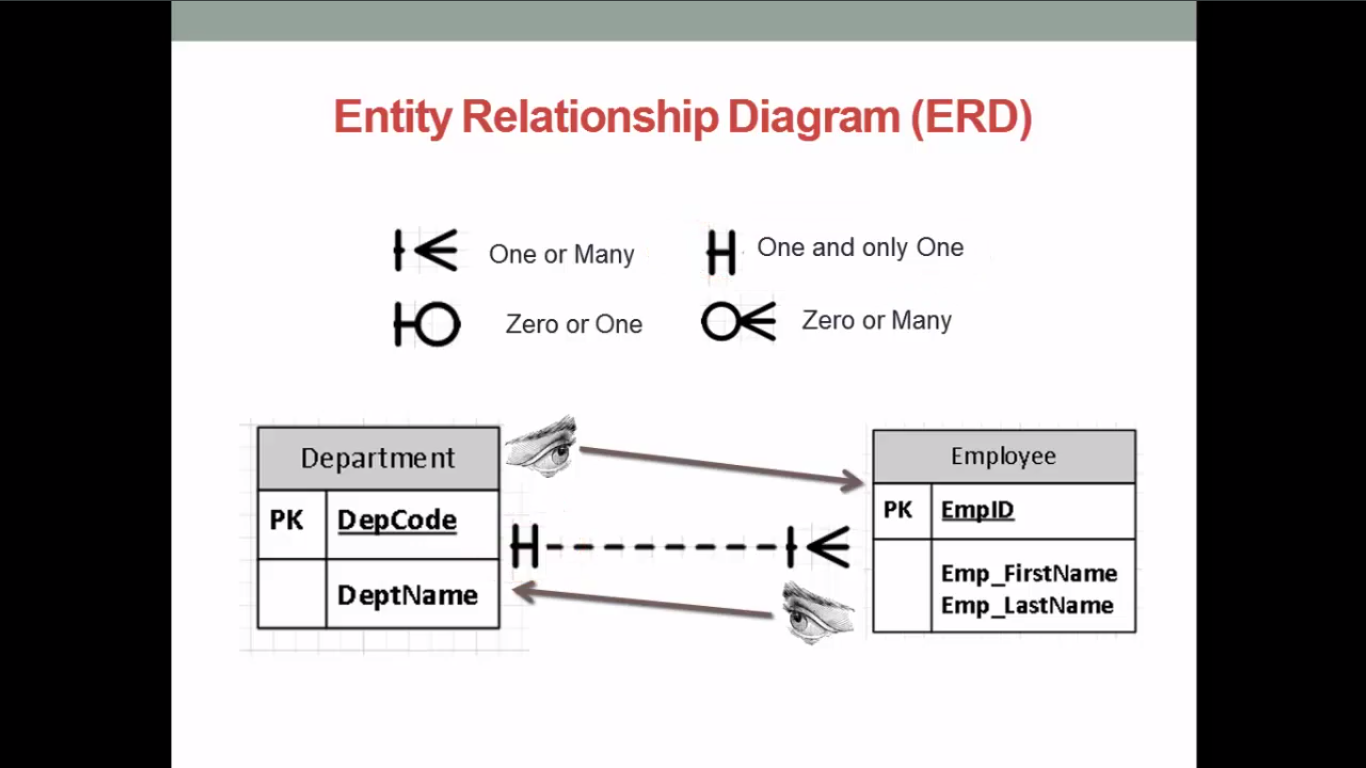 Entity Relationship Diagram (ERD)
One or Many
One and only One
Zero or One
Zero or Many
Department
PK DepCode
DeptName
Employee
PK EmpID
Emp_FirstName
Emp_LastName